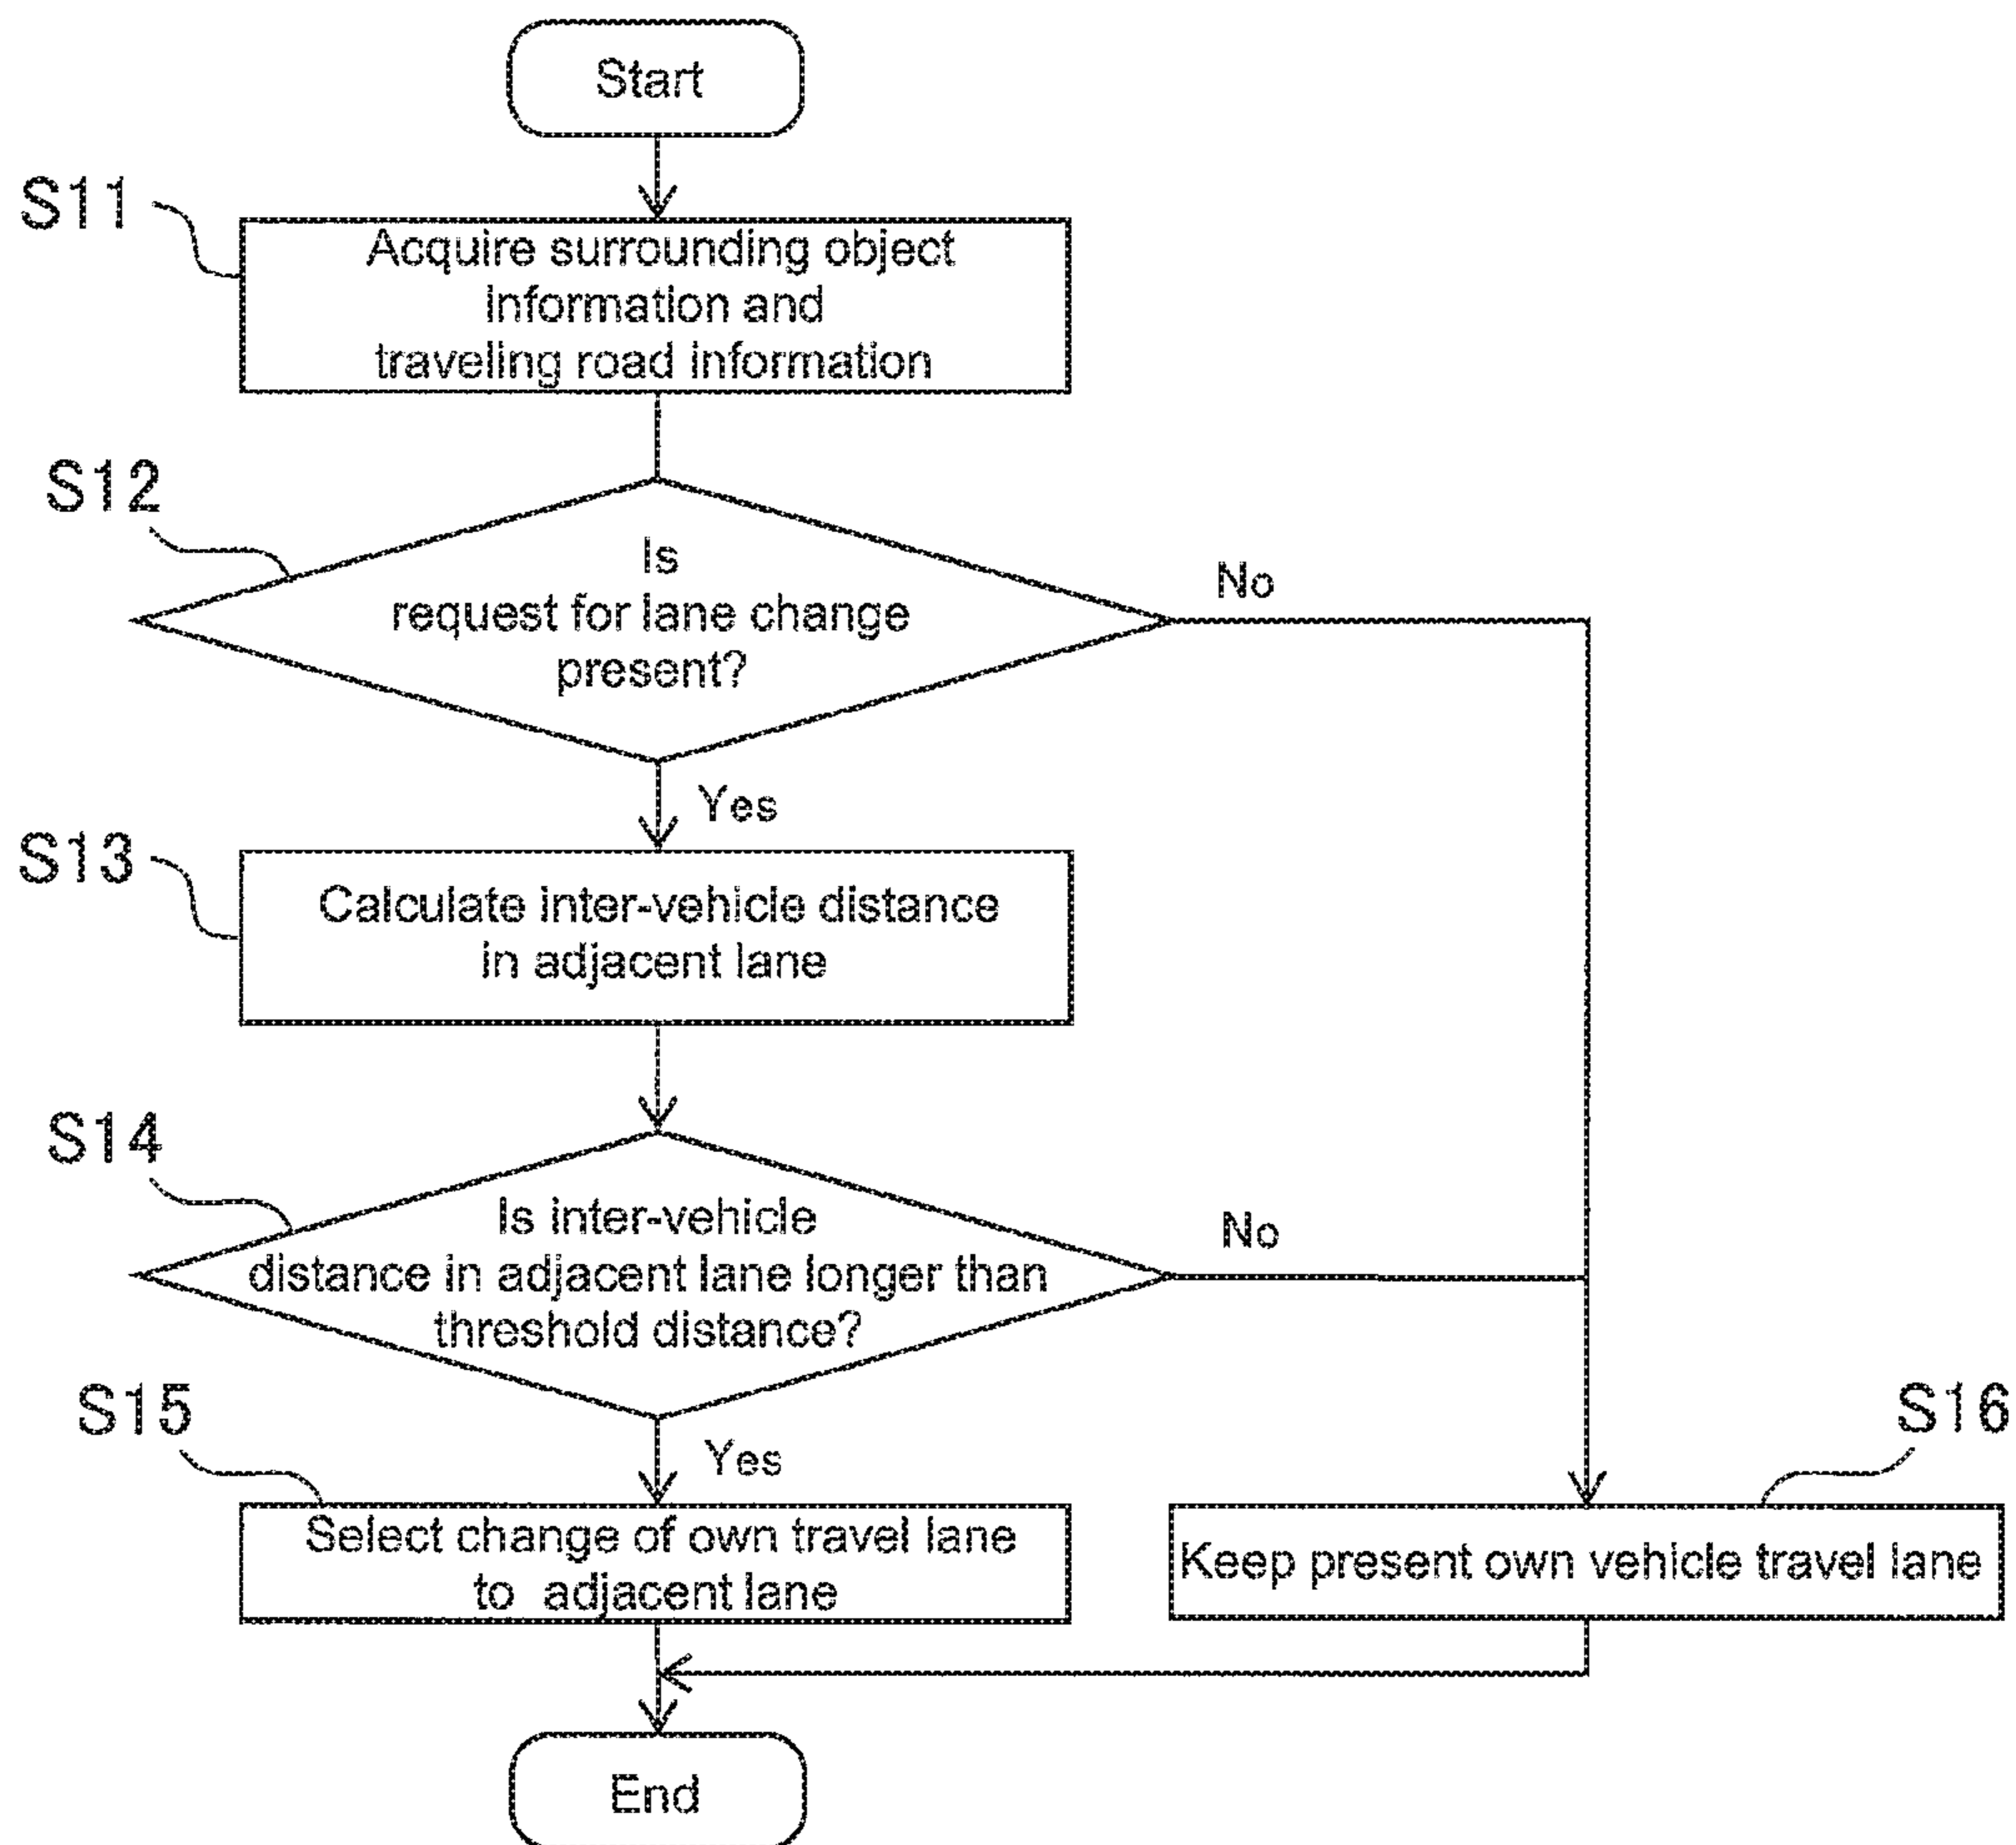 Start
S11
Acquire surrounding object
information and
traveling road information
S12
Is
request for lane change
present?
No
Yes
S13
Calculate inter-vehicle distance
in adjacent lane
S14
Is inter-vehicle
distance in adjacent lane longer than
threshold distance?
No
Yes
S15
Select change of own travel lane
to adjacent lane
S16
Keep present own vehicle travel lane
End